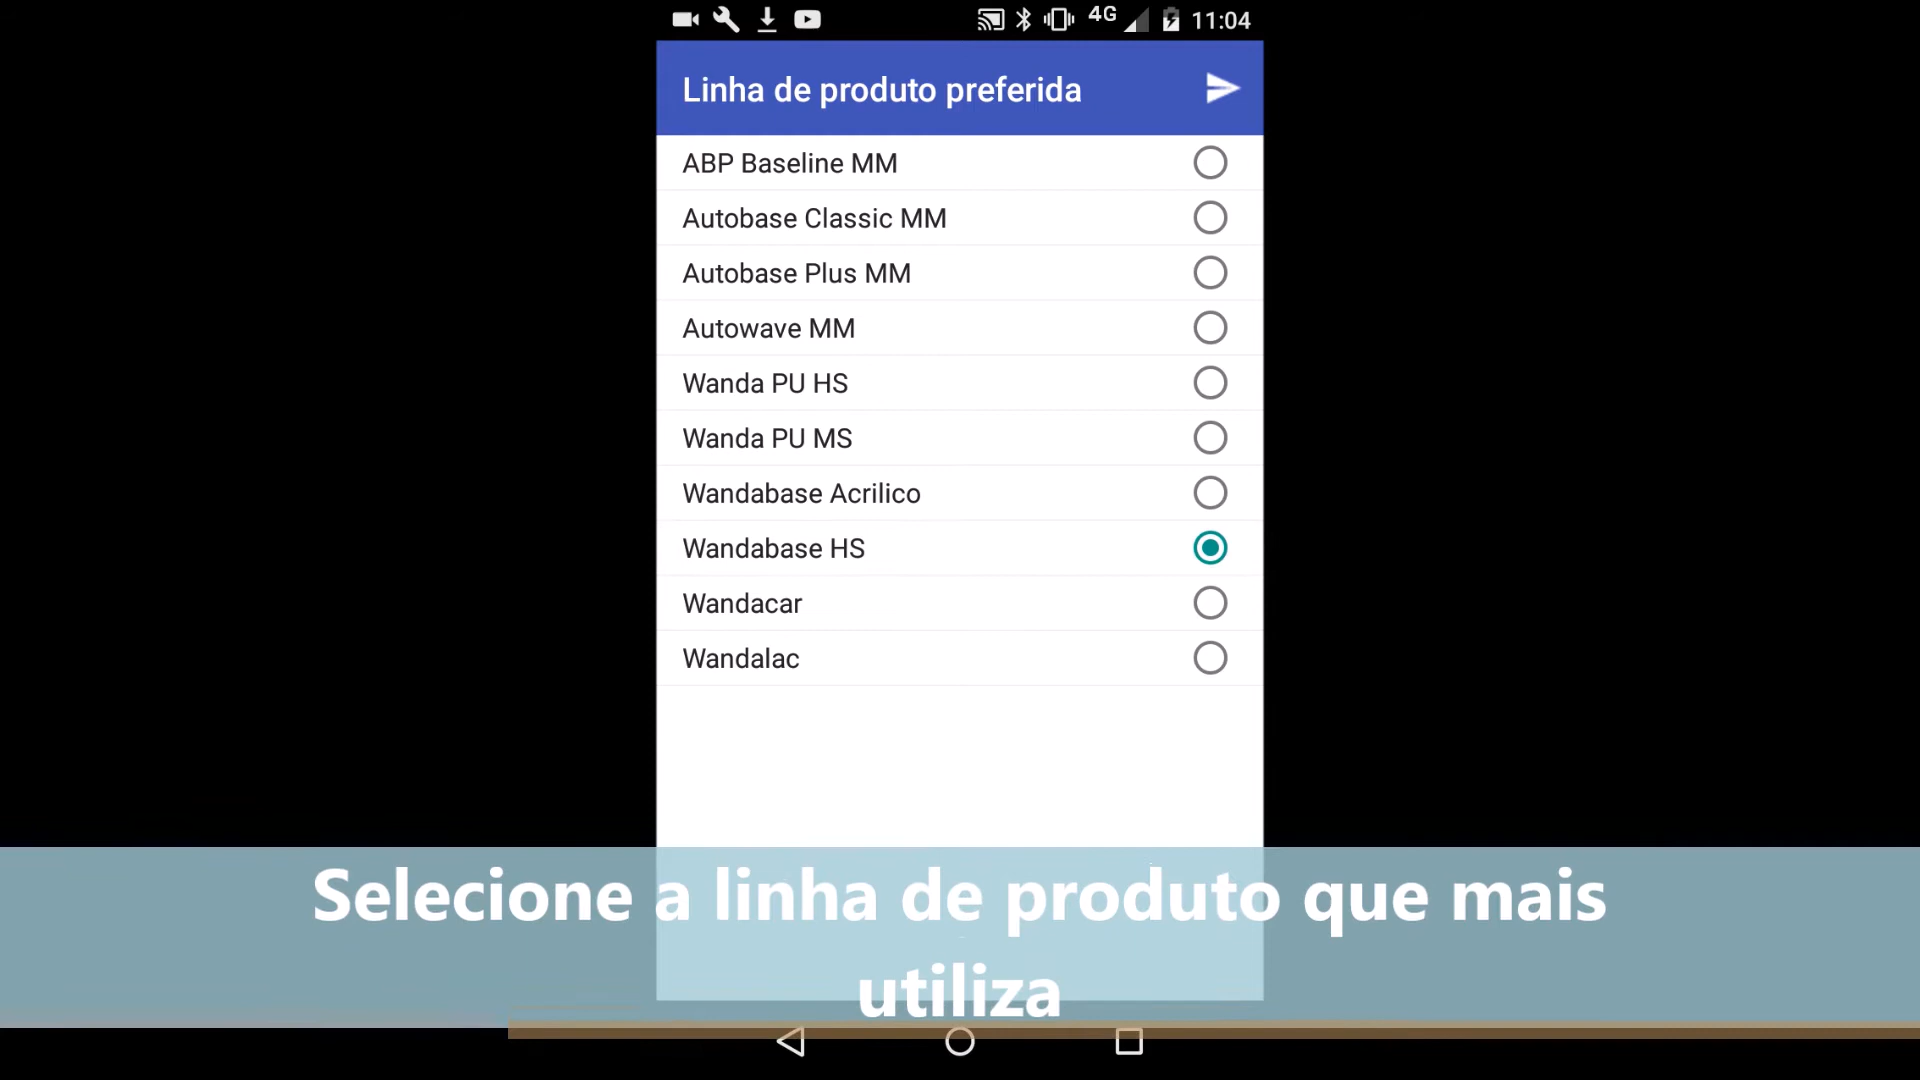 4G 11:04
Linha de produto preferida
ABP Baseline MM
Autobase Classic MM
Autobase Plus MM
Autowave MM
Wanda PU HS
Wanda PU MS
Wandabase Acrilico
Wandabase HS
Wandacar
Wandalac
Selecione a linha de produto que mais
utiliza